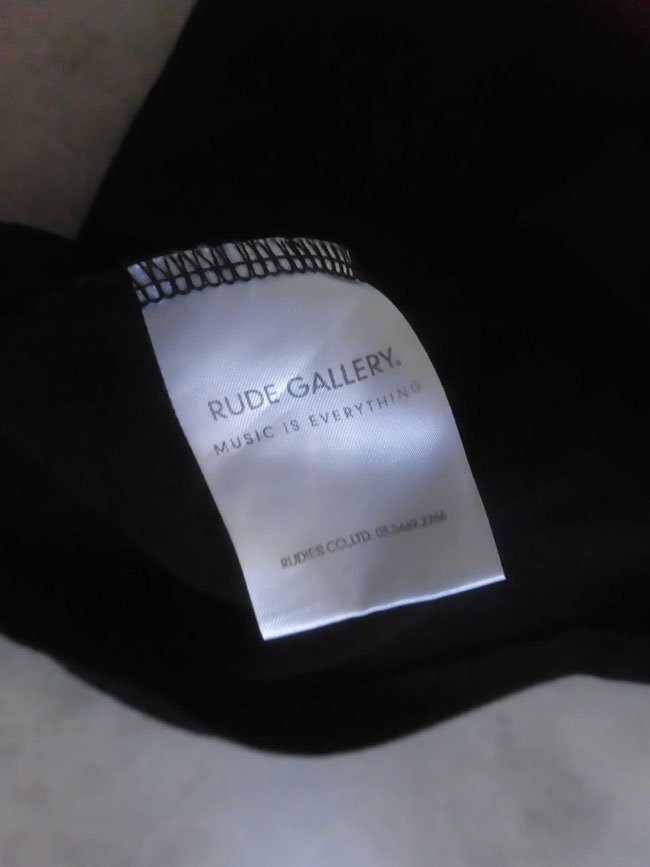 RUDE GALLERY.
MUSIC IS EVERYTHING
RUDIES CO.,LTD. 03.5469.2266